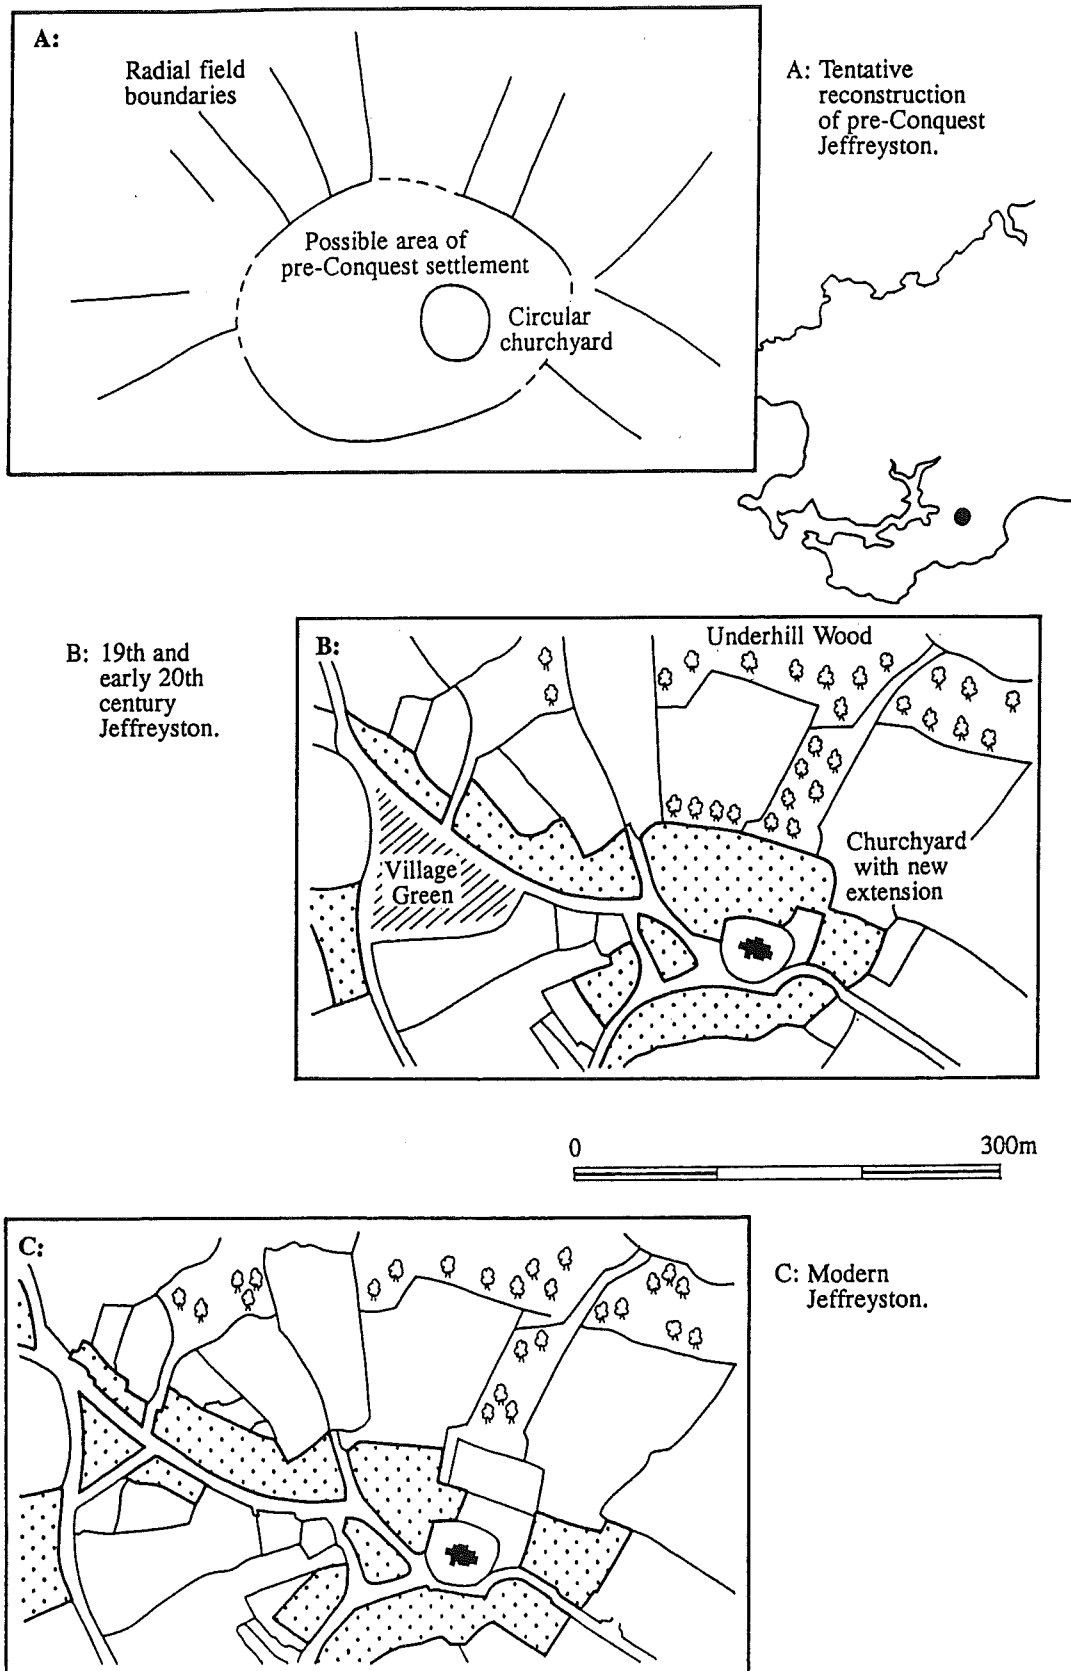 A:
Radial field
boundaries
Possible area of
pre-Conquest settlement
Circular
churchyard
A: Tentative
reconstruction
of pre-Conquest
Jeffreyston.
B: 19th and
early 20th
century
Jeffreyston.
B:
Underhill Wood
Village
Green
Churchyard
with new
extension
0 300m
C:
C: Modern
Jeffreyston.